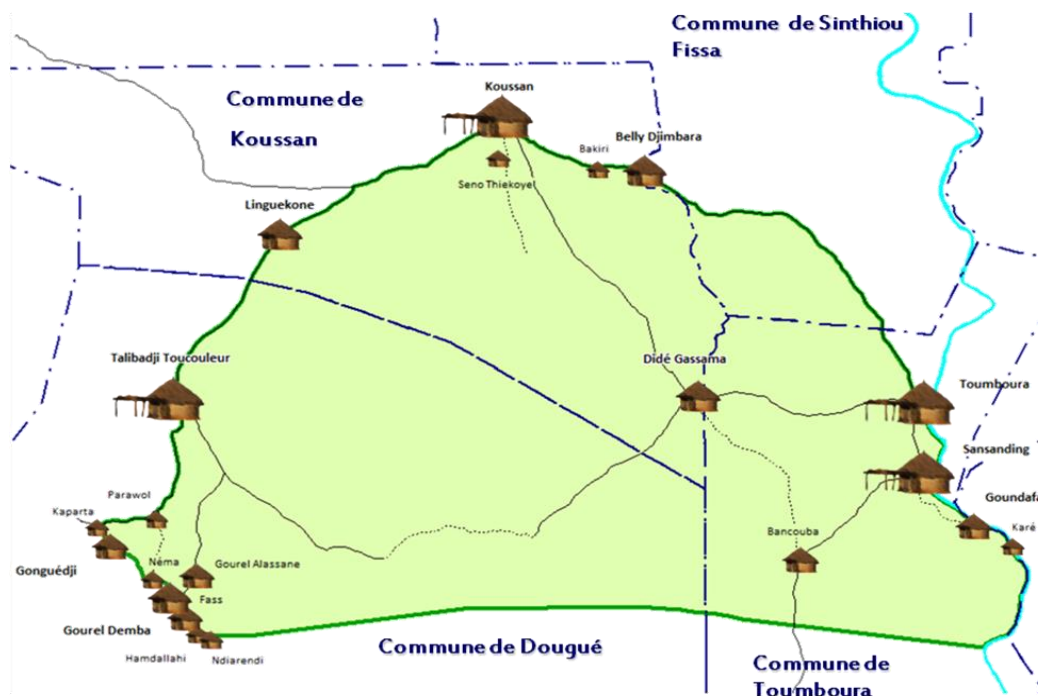 Commune de Sinthiou
Fissa
Koussan
Commune de
Koussan
Belly Djimbara
Bakiri
Seno Thiekoyel
Linguekone
Talibadji Toucouleur
Didé Gassama
Toumboura
Sansanding
Parawol
Kaparta
Goundafa
Karé
Bancouba
Néma
Gourel Alassane
Gonguédji
Fass
Gourel Demba
Hamdallahi
Ndiarendi
Commune de Dougué
Commune de
Toumboura